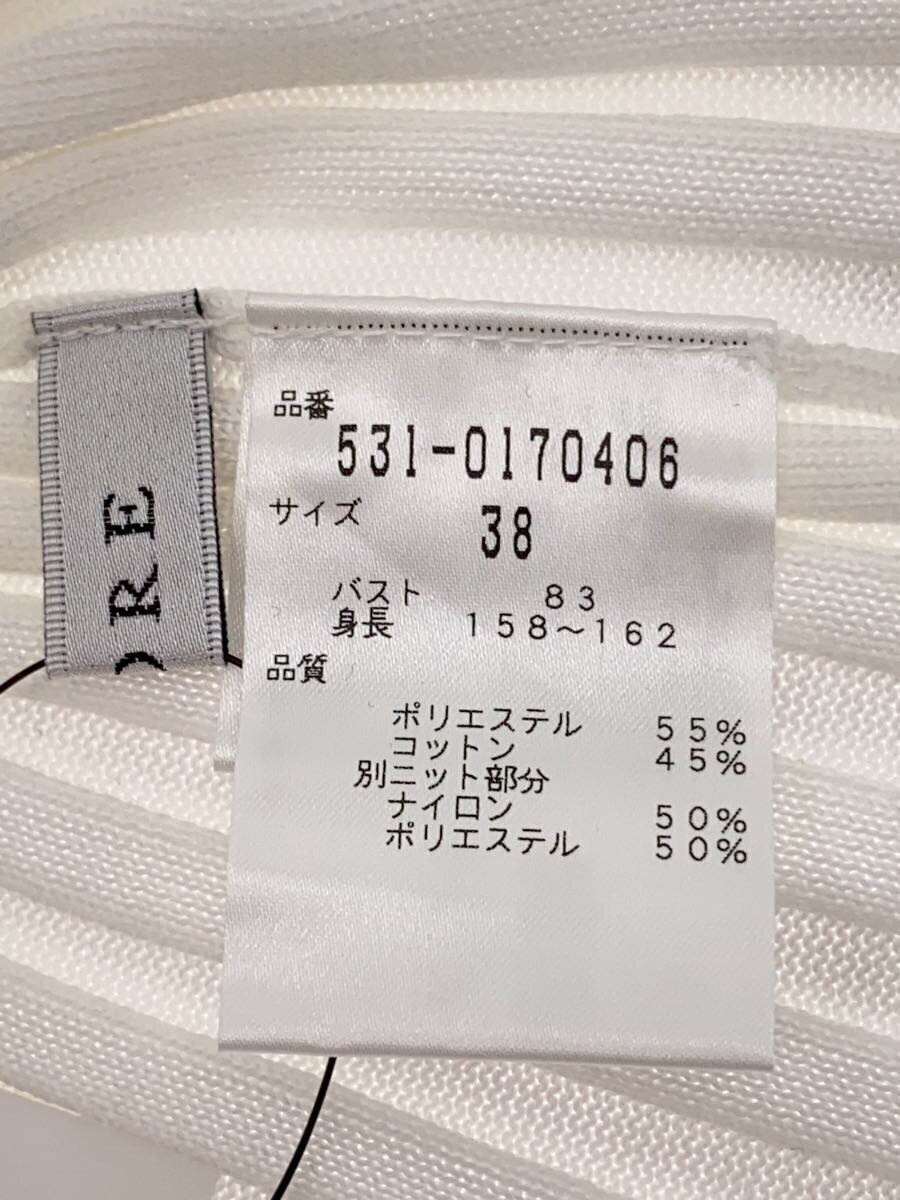 ORE
品番
531-0170406
サイズ 38
バスト 83
身長 158~162
品質
ポリエステル 55%
コットン 45%
別ニット部分
ナイロン 50%
ポリエステル 50%